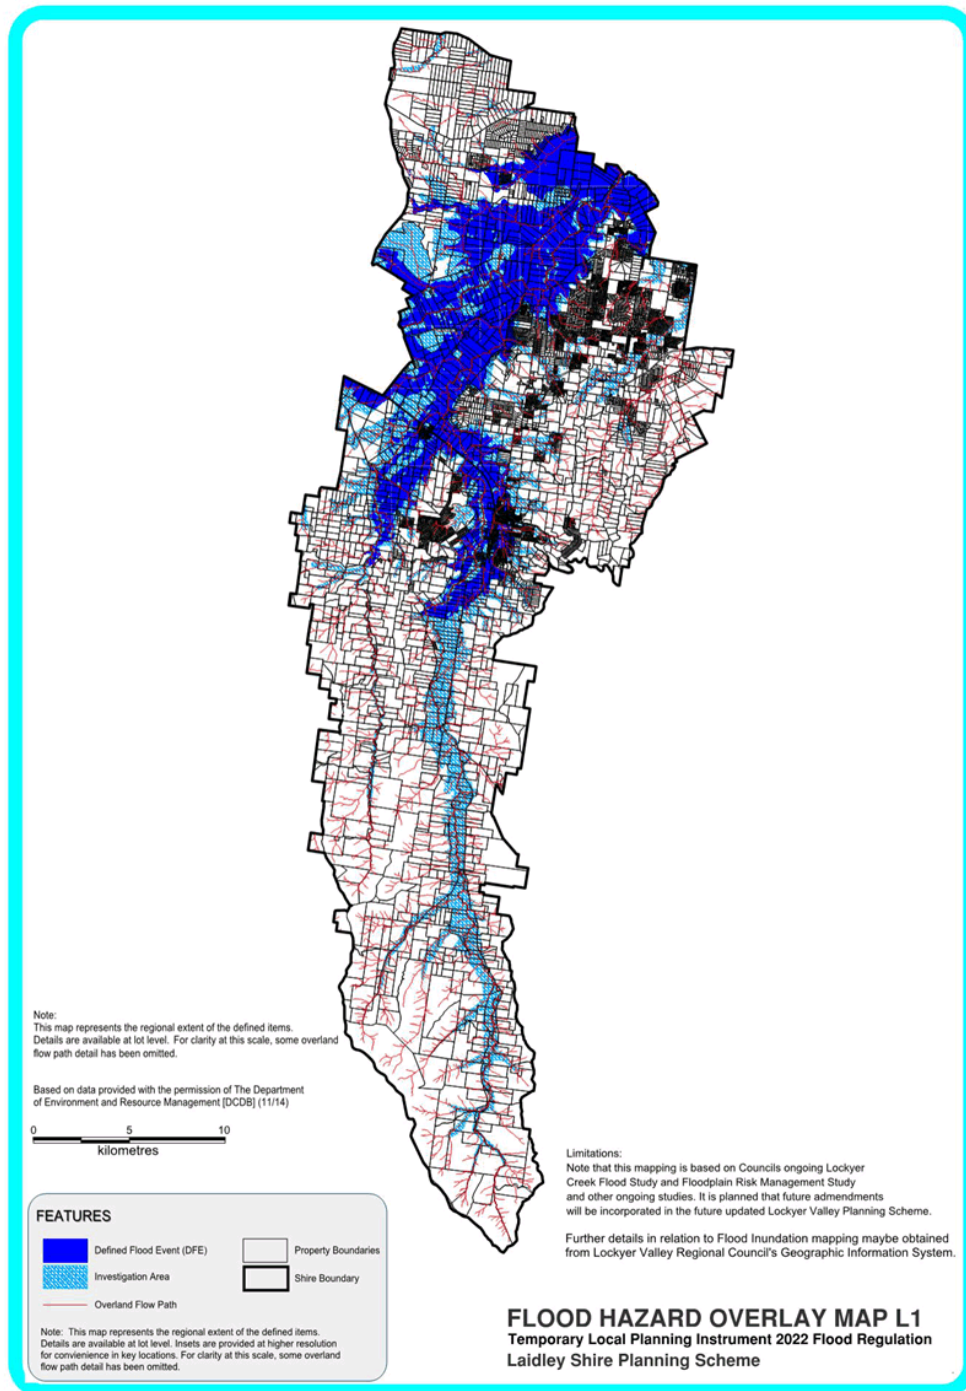 Note:
This map represents the regional extent of the defined items.
Details are available at lot level. For clarity at this scale, some overland
flow path detail has been omitted.
Based on data provided with the permission of The Department
of Environment and Resource Management [DCDB] (11/14)
0 5 10
kilometres
Limitations:
Note that this mapping is based on Councils ongoing Lockyer
Creek Flood Study and Floodplain Risk Management Study
and other ongoing studies. It is planned that future admendments
will be incorporated in the future updated Lockyer Valley Planning Scheme.
Further details in relation to Flood Inundation mapping maybe obtained
from Lockyer Valley Regional Council's Geographic Information System.
FEATURES
Defined Flood Event (DFE)
Property Boundaries
Investigation Area
Shire Boundary
Overland Flow Path
Note: This map represents the regional extent of the defined items.
Details are available at lot level. Insets are provided at higher resolution
for convienience in key locations. For clarity at this scale, some overland
flow path detail has been omitted.
FLOOD HAZARD OVERLAY MAP L1
Temporary Local Planning Instrument 2022 Flood Regulation
Laidley Shire Planning Scheme